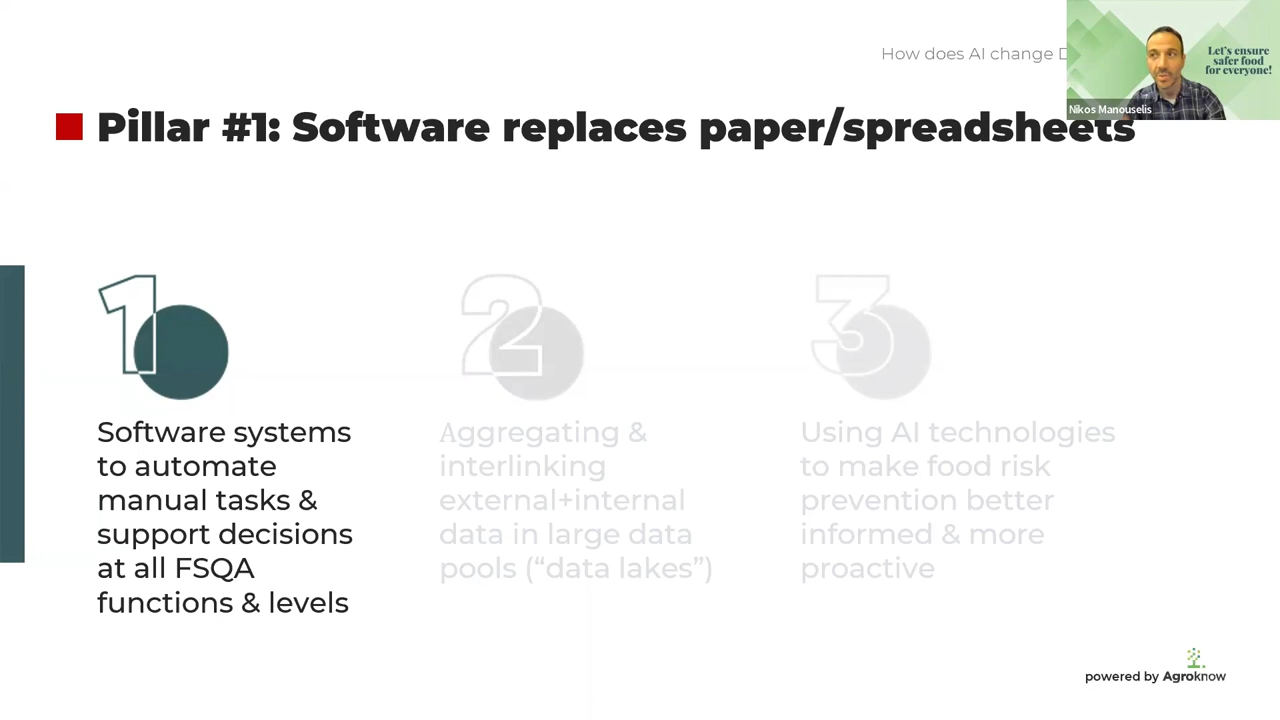 How does AI change
Let's ensure
safer food
for everyone!
Nikos Manouselis
Pillar #1: Software replaces paper/spreadsheets
1
Software systems
to automate
manual tasks &
support decisions
at all FSQA
functions & levels
2
Aggregating &
interlinking
external+internal
data in large data
pools (“data lakes”)
3
Using AI technologies
to make food risk
prevention better
informed & more
proactive
powered by Agroknow